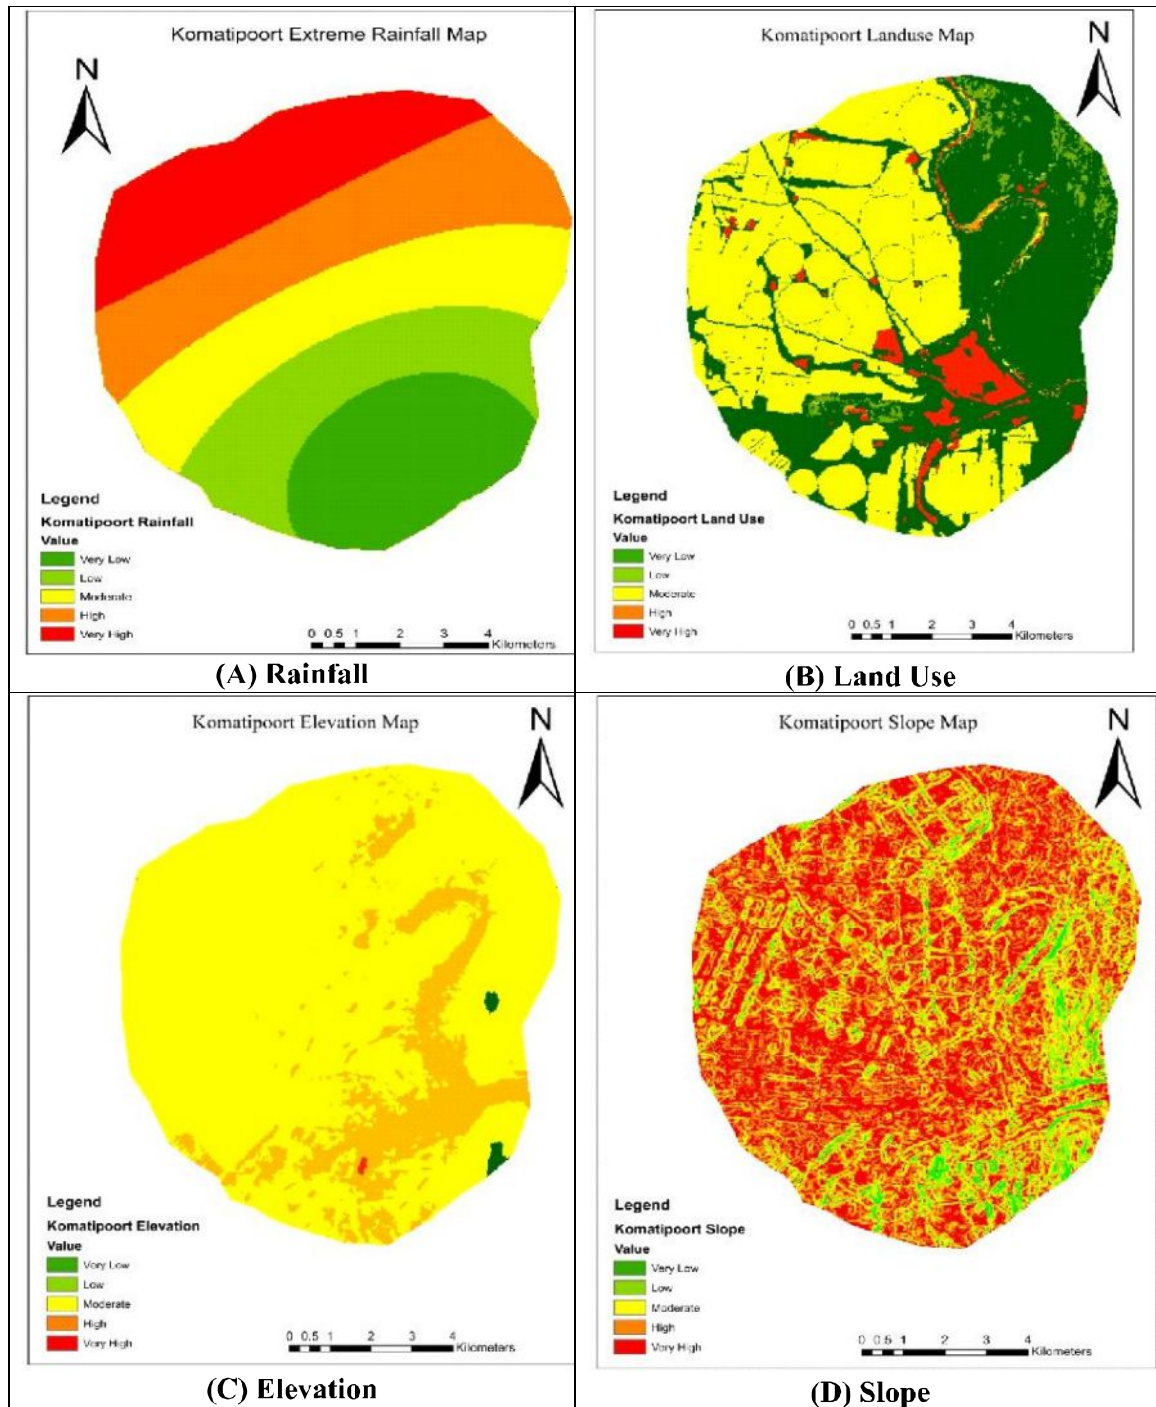 Komatipoort Extreme Rainfall Map
N
Legend
Komatipoort Rainfall
Value
Very Low
Low
Moderate
High
Very High
0 0.5 1 2 3 4
Kilometers
(A) Rainfall
Komatipoort Landuse Map
N
Legend
Komatipoort Land Use
Value
Very Low
Low
Moderate
High
Very High
0 0.5 1 2 3 4
Kilometers
(B) Land Use
Komatipoort Elevation Map
N
Legend
Komatipoort Elevation
Value
Very Low
Low
Moderate
High
Very High
0 0.5 1 2 3 4
Kilometers
(C) Elevation
Komatipoort Slope Map
N
Legend
Komatipoort Slope
Value
Very Low
Low
Moderate
High
Very High
0 0.5 1 2 3 4
Kilometers
(D) Slope